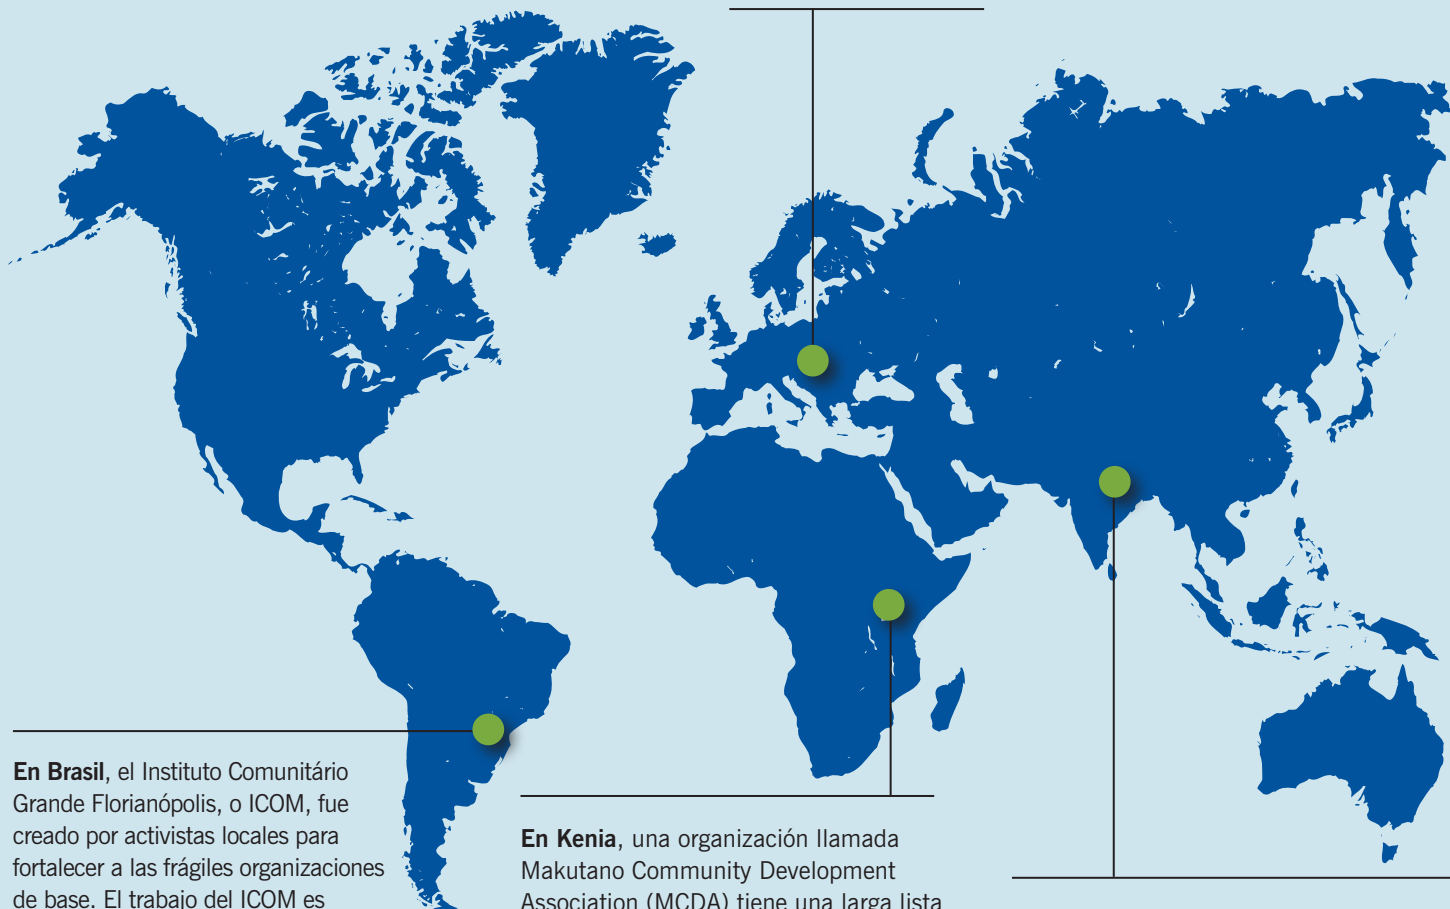 En Brasil, el Instituto Comunitário
Grande Florianópolis, o ICOM, fue
creado por activistas locales para
fortalecer a las frágiles organizaciones
de base. El trabajo del ICOM es
En Kenia, una organización llamada
Makutano Community Development
Association (MCDA) tiene una larga lista